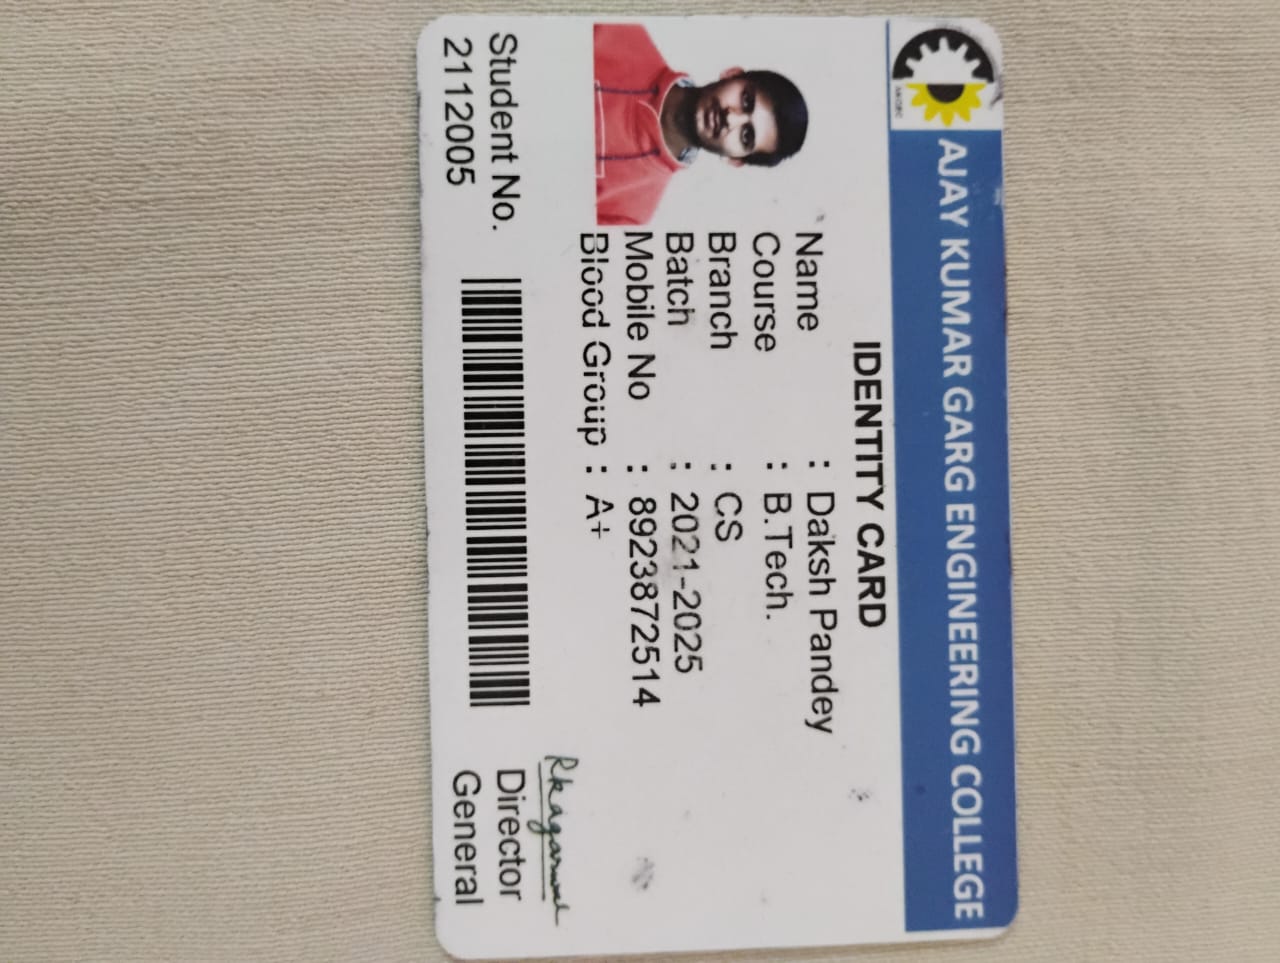 AJAY KUMAR GARG ENGINEERING COLLEGE
IDENTITY CARD
Name : Daksh Pandey
Course : B.Tech.
Branch : CS
Batch : 2021-2025
Mobile No : 8923872514
Blood Group : A+
Student No.
2112005
Rkagarwal
Director
General